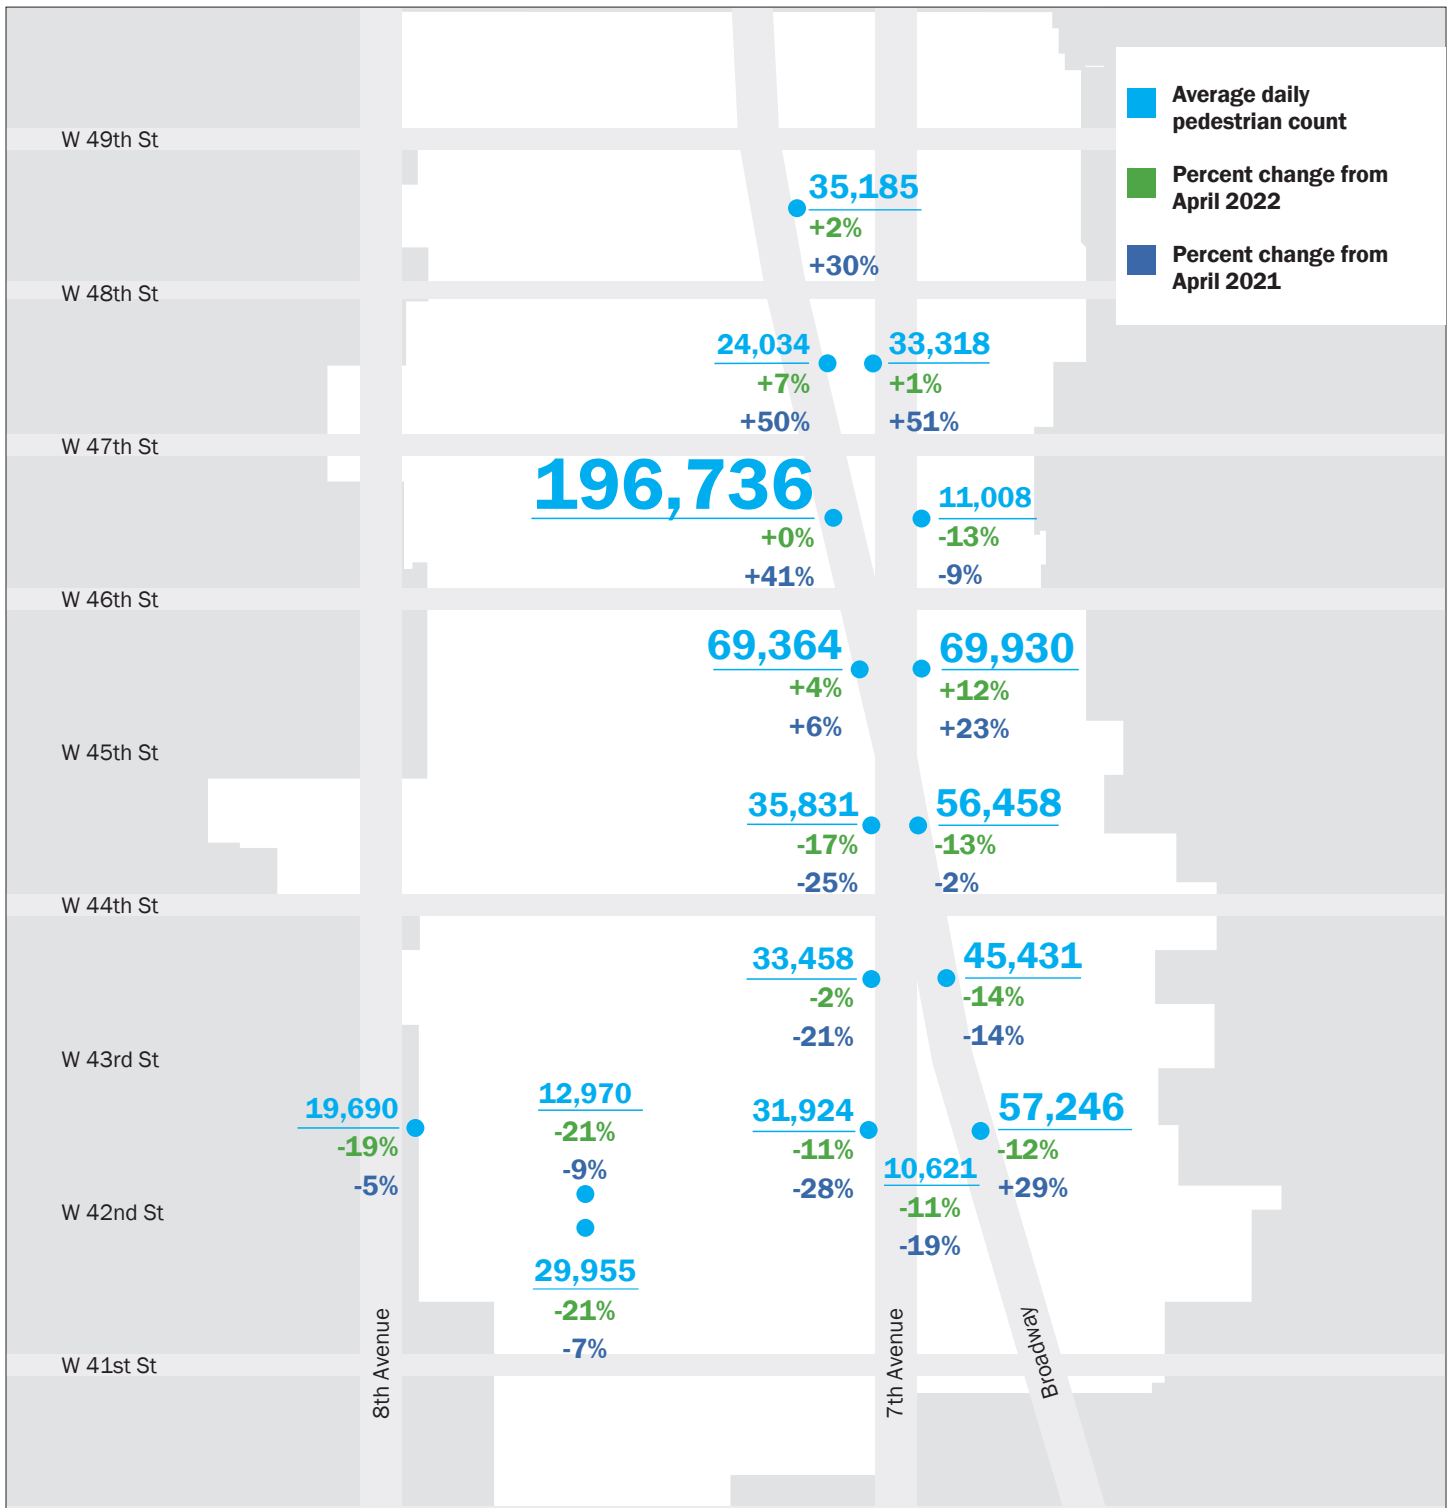 Average daily
pedestrian count
Percent change from
April 2022
Percent change from
April 2021
W 49th St
35,185
+2%
+30%
W 48th St
24,034
+7%
+50%
33,318
+1%
+51%
W 47th St
196,736
+0%
+41%
11,008
-13%
-9%
W 46th St
69,364
+4%
+6%
69,930
+12%
+23%
W 45th St
35,831
-17%
-25%
56,458
-13%
-2%
W 44th St
33,458
-2%
-21%
45,431
-14%
-14%
W 43rd St
19,690
-19%
-5%
12,970
-21%
-9%
31,924
-11%
-28%
10,621
-11%
-19%
57,246
-12%
+29%
W 42nd St
29,955
-21%
-7%
W 41st St
8th Avenue
7th Avenue
Broadway